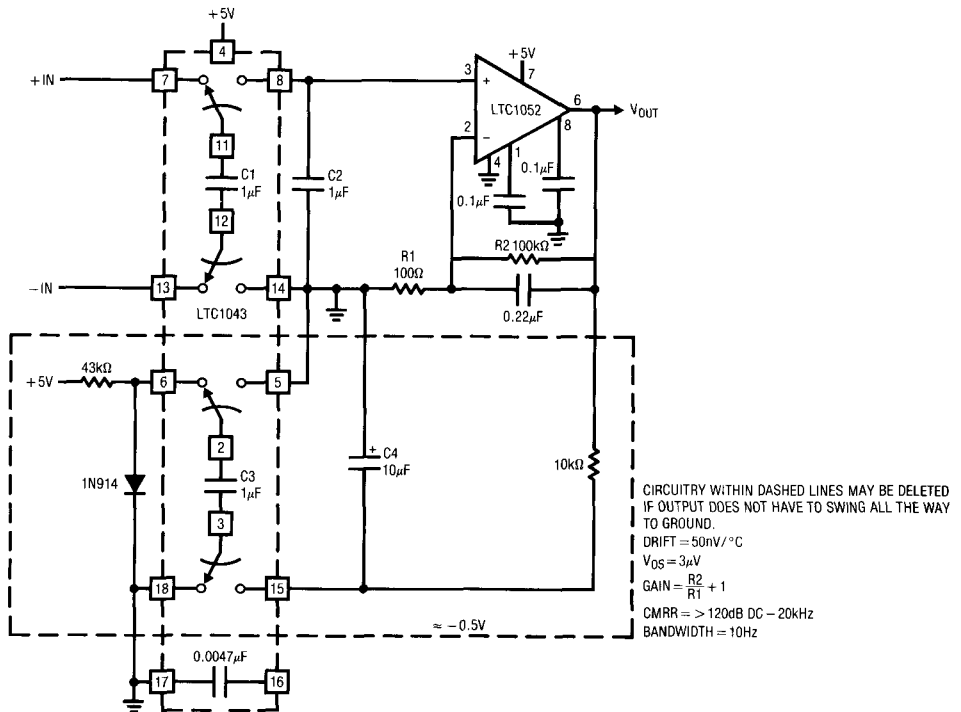 +5V
4
+IN
7
8
11
C1
1µF
12
−IN
13
14
LTC1043
C2
1µF
3
+
2
−
+5V
7
LTC1052
6
8
1
4
VOUT
0.1µF
0.1µF
R1
100Ω
R2 100kΩ
0.22µF
+5V
43kΩ
6
5
2
C3
1µF
3
1N914
18
15
+
C4
10µF
10kΩ
≈ −0.5V
0.0047µF
17
16
CIRCUITRY WITHIN DASHED LINES MAY BE DELETED
IF OUTPUT DOES NOT HAVE TO SWING ALL THE WAY
TO GROUND.
DRIFT = 50nV/°C
VOS = 3µV
GAIN = R2/R1 + 1
CMRR = > 120dB DC − 20kHz
BANDWIDTH = 10Hz